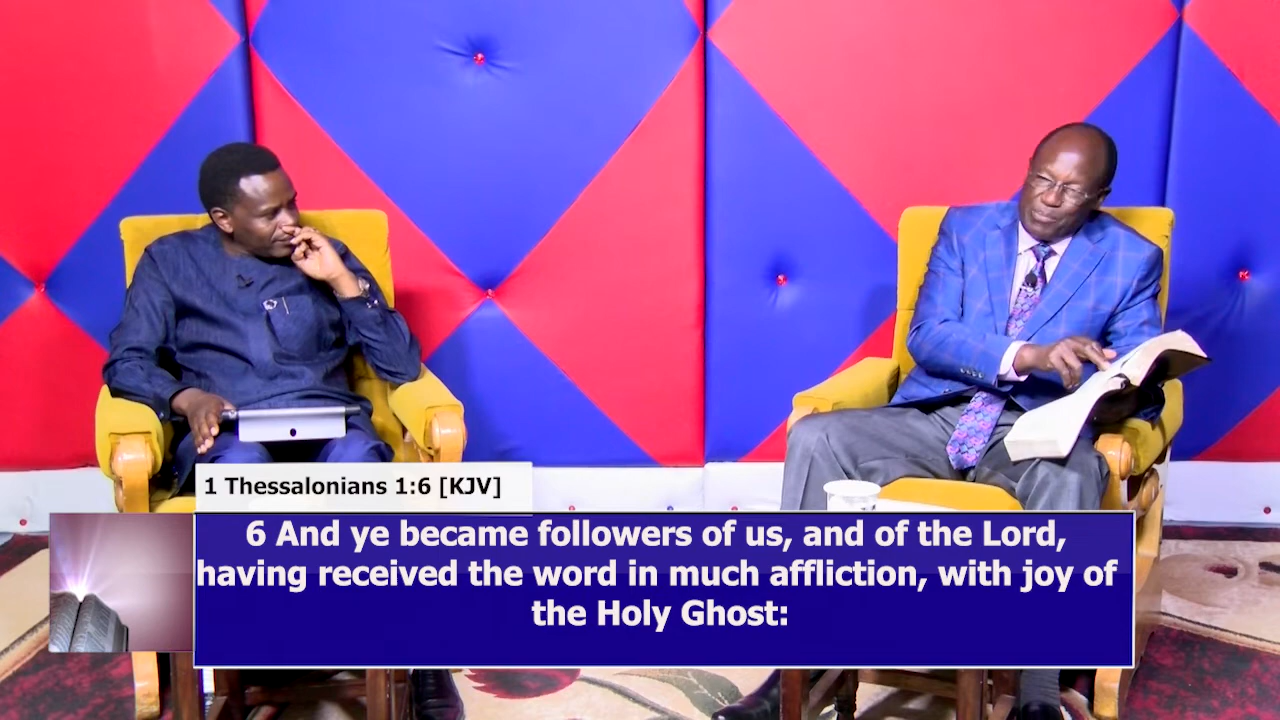 1 Thessalonians 1:6 [KJV]
6 And ye became followers of us, and of the Lord,
having received the word in much affliction, with joy of
the Holy Ghost: